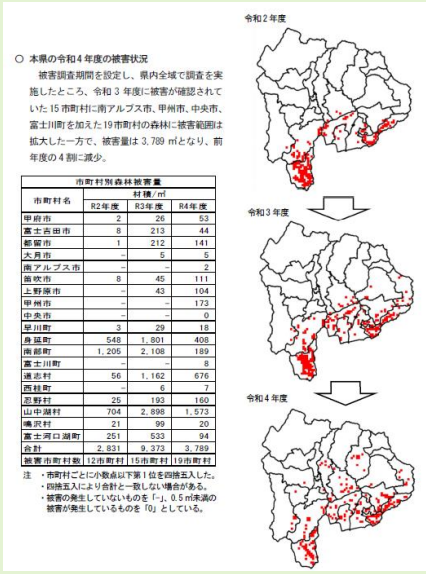 令和2年度
○ 本県の令和4年度の被害状況
被害調査期間を設定し、県内全域で調査を実
施したところ、令和3年度に被害が確認されて
いた15市町村に南アルプス市、甲州市、中央市、
富士川町を加えた19市町村の森林に被害範囲は
拡大した一方で、被害量は3,789㎥となり、前
年度の4割に減少。
市町村別森林被害量
市町村名 材積/㎥
R2年度 R3年度 R4年度
甲府市 2 26 53
富士吉田市 8 213 44
都留市 1 212 141
大月市 − 5 5
南アルプス市 − − 2
笛吹市 8 45 111
上野原市 − 43 104
甲州市 − − 173
中央市 − − 0
早川町 3 29 18
身延町 548 1,801 408
南部町 1,205 2,108 189
富士川町 − − 8
道志村 56 1,162 676
西桂町 − 6 7
忍野村 25 193 160
山中湖村 704 2,898 1,573
鳴沢村 21 99 20
富士河口湖町 251 533 94
合計 2,831 9,373 3,789
被害市町村数 12市町村 15市町村 19市町村
注 ・市町村ごとに小数点以下第1位を四捨五入した。
・四捨五入により合計と一致しない場合がある。
・被害の発生していないものを「−」、0.5㎥未満の
被害が発生しているものを「0」としている。
令和3年度
令和4年度